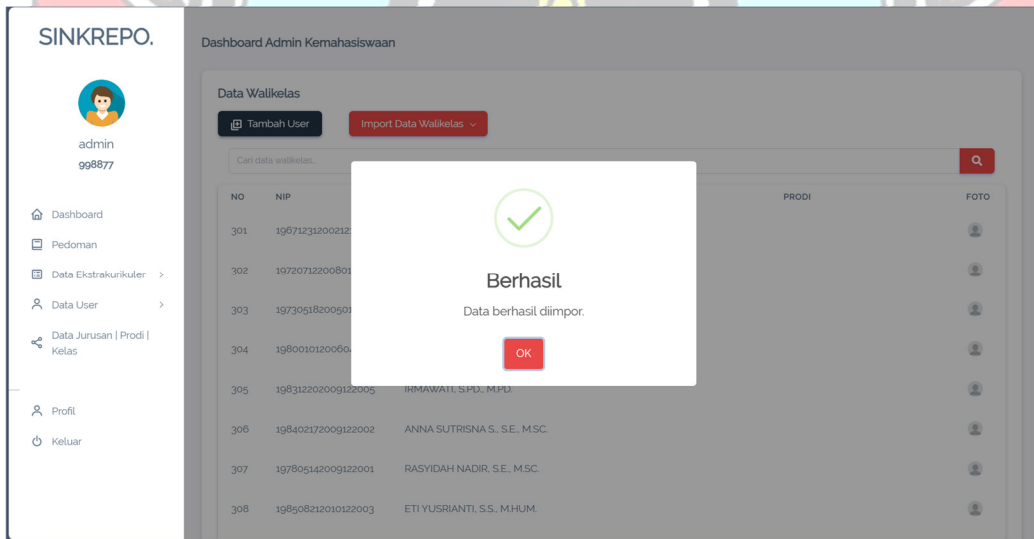 SINKREPO.
admin
998877
Dashboard
Pedoman
Data Ekstrakurikuler
Data User
Data Jurusan | Prodi |
Kelas
Profil
Keluar
Dashboard Admin Kemahasiswaan
Data Walikelas
Tambah User
Import Data Walikelas
Cari data walikelas..
NO NIP PRODI FOTO
301
302
303
304
305 198312202009122005 IRMAWATI, S.PD., M.PD.
306 198402172009122002 ANNA SUTRISNA S., S.E., M.SC.
307 197805142009122001 RASYIDAH NADIR, S.E., M.SC.
308 198508212010122003 ETI YUSRIANTI, S.S., M.HUM.
Berhasil
Data berhasil diimpor.
OK